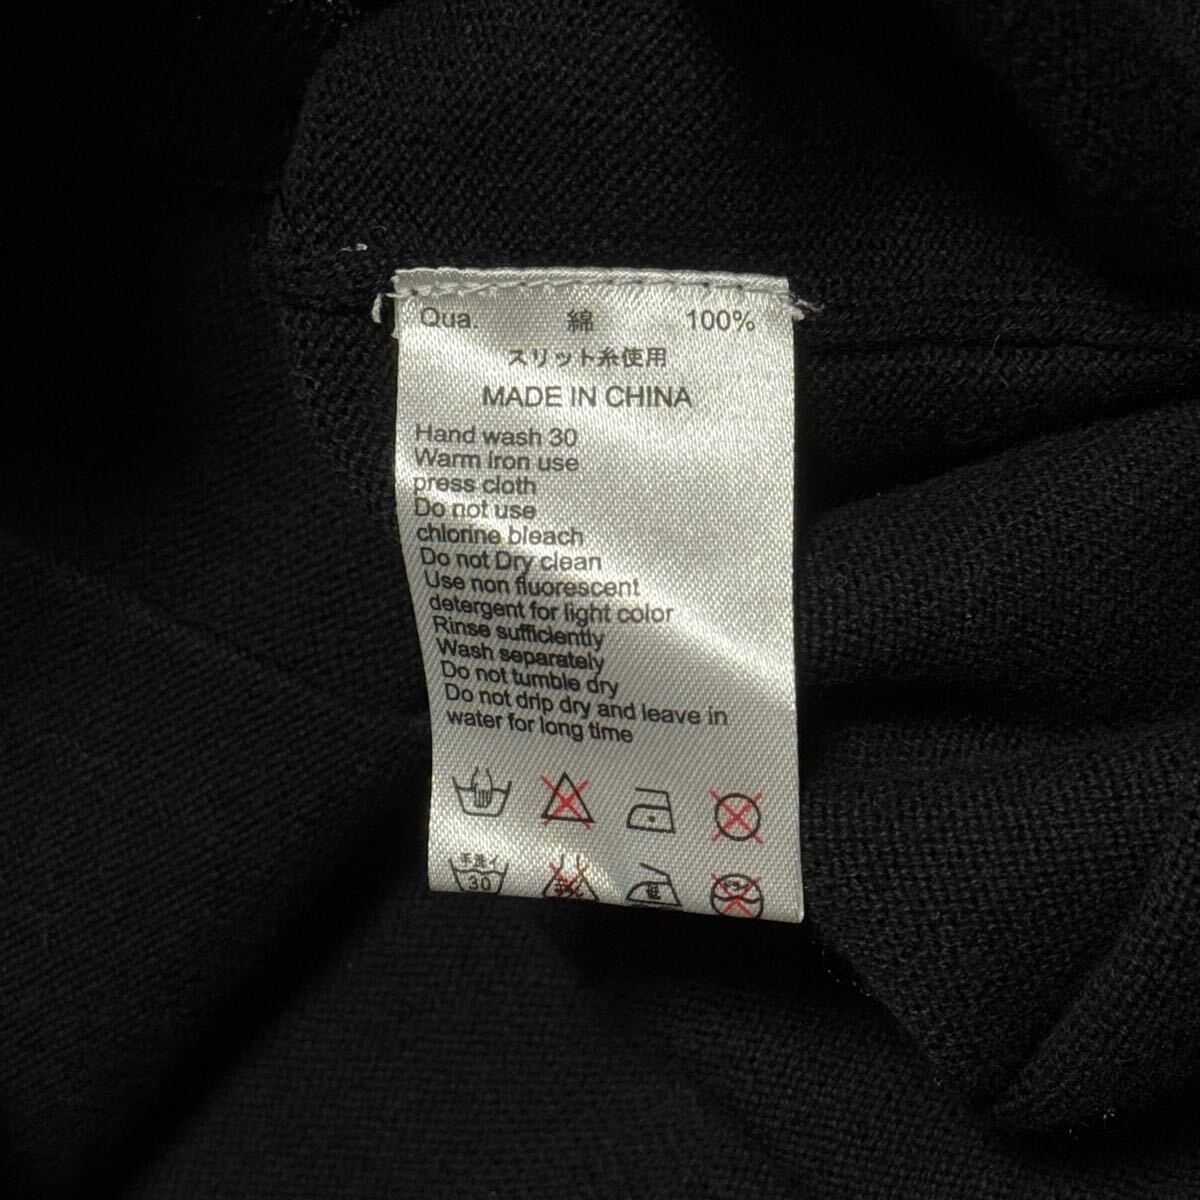 Qua. 綿 100%
スリット糸使用
MADE IN CHINA
Hand wash 30
Warm Iron use
press cloth
Do not use
chlorine bleach
Do not Dry clean
Use non fluorescent
detergent for light color
Rinse sufficiently
Wash separately
Do not tumble dry
Do not drip dry and leave in
water for long time
手洗イ
30